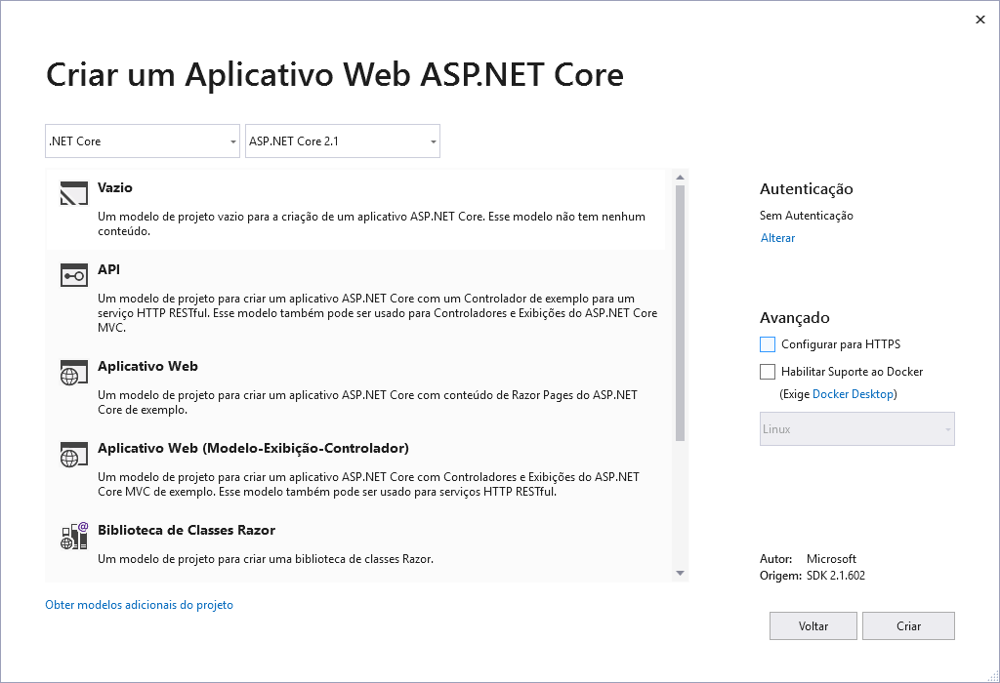 Criar um Aplicativo Web ASP.NET Core
.NET Core
ASP.NET Core 2.1
Vazio
Um modelo de projeto vazio para a criação de um aplicativo ASP.NET Core. Esse modelo não tem nenhum
conteúdo.
API
Um modelo de projeto para criar um aplicativo ASP.NET Core com um Controlador de exemplo para um
serviço HTTP RESTful. Esse modelo também pode ser usado para Controladores e Exibições do ASP.NET Core
MVC.
Aplicativo Web
Um modelo de projeto para criar um aplicativo ASP.NET Core com conteúdo de Razor Pages do ASP.NET
Core de exemplo.
Aplicativo Web (Modelo-Exibição-Controlador)
Um modelo de projeto para criar um aplicativo ASP.NET Core com Controladores e Exibições do ASP.NET
Core MVC de exemplo. Esse modelo também pode ser usado para serviços HTTP RESTful.
Biblioteca de Classes Razor
Um modelo de projeto para criar uma biblioteca de classes Razor.
Obter modelos adicionais do projeto
Autenticação
Sem Autenticação
Alterar
Avançado
Configurar para HTTPS
Habilitar Suporte ao Docker
(Exige Docker Desktop)
Linux
Autor: Microsoft
Origem: SDK 2.1.602
Voltar
Criar